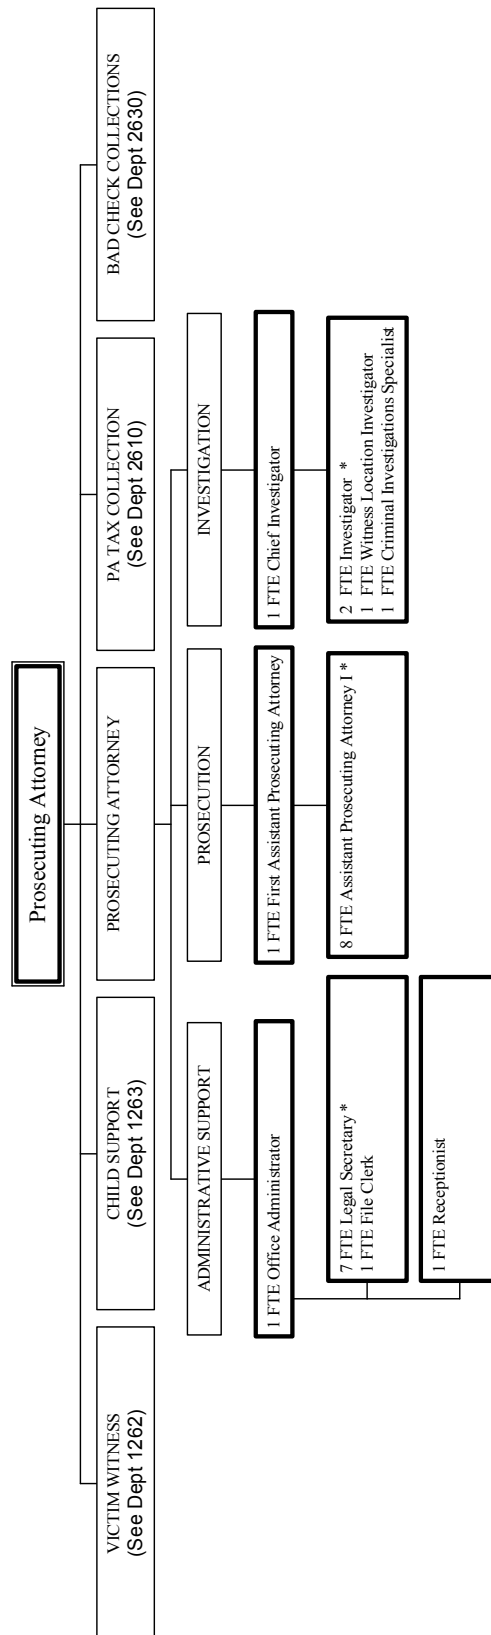 Prosecuting Attorney
VICTIM WITNESS
(See Dept 1262)
CHILD SUPPORT
(See Dept 1263)
PROSECUTING ATTORNEY
PA TAX COLLECTION
(See Dept 2610)
BAD CHECK COLLECTIONS
(See Dept 2630)
ADMINISTRATIVE SUPPORT
PROSECUTION
INVESTIGATION
1 FTE Office Administrator
1 FTE First Assistant Prosecuting Attorney
1 FTE Chief Investigator
7 FTE Legal Secretary *
1 FTE File Clerk
8 FTE Assistant Prosecuting Attorney I *
2 FTE Investigator *
1 FTE Witness Location Investigator
1 FTE Criminal Investigations Specialist
1 FTE Receptionist